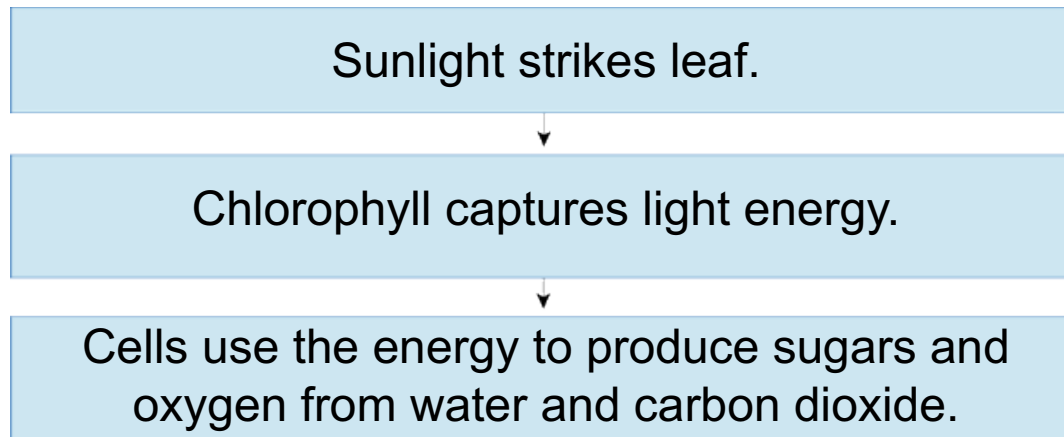 Sunlight strikes leaf.
Chlorophyll captures light energy.
Cells use the energy to produce sugars and
oxygen from water and carbon dioxide.